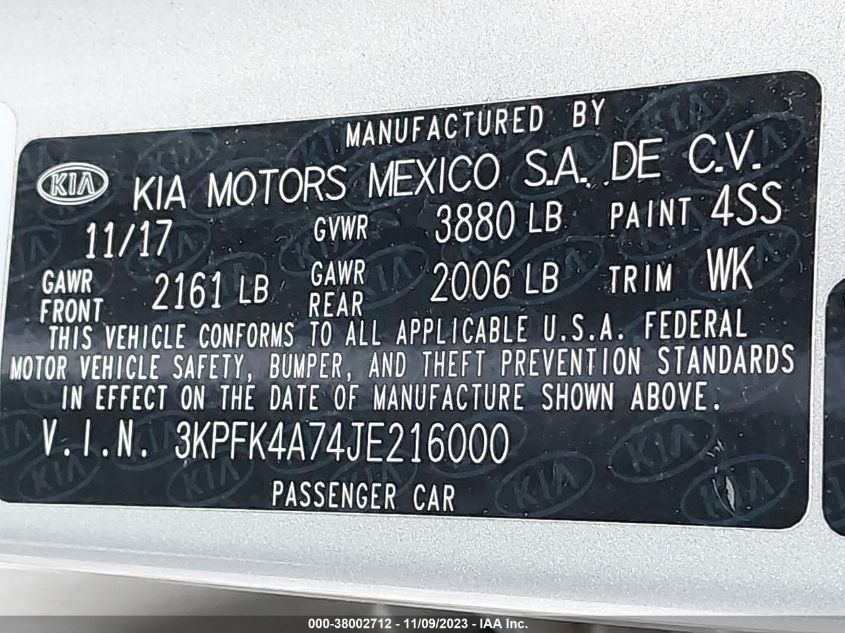 MANUFACTURED BY
KIA KIA MOTORS MEXICO S.A. DE C.V.
11/17 GVWR 3880 LB PAINT 4SS
GAWR FRONT 2161 LB GAWR REAR 2006 LB TRIM WK
THIS VEHICLE CONFORMS TO ALL APPLICABLE U.S.A. FEDERAL
MOTOR VEHICLE SAFETY, BUMPER, AND THEFT PREVENTION STANDARDS
IN EFFECT ON THE DATE OF MANUFACTURE SHOWN ABOVE.
V.I.N. 3KPFK4A74JE216000
PASSENGER CAR
000-38002712 - 11/09/2023 - IAA Inc.